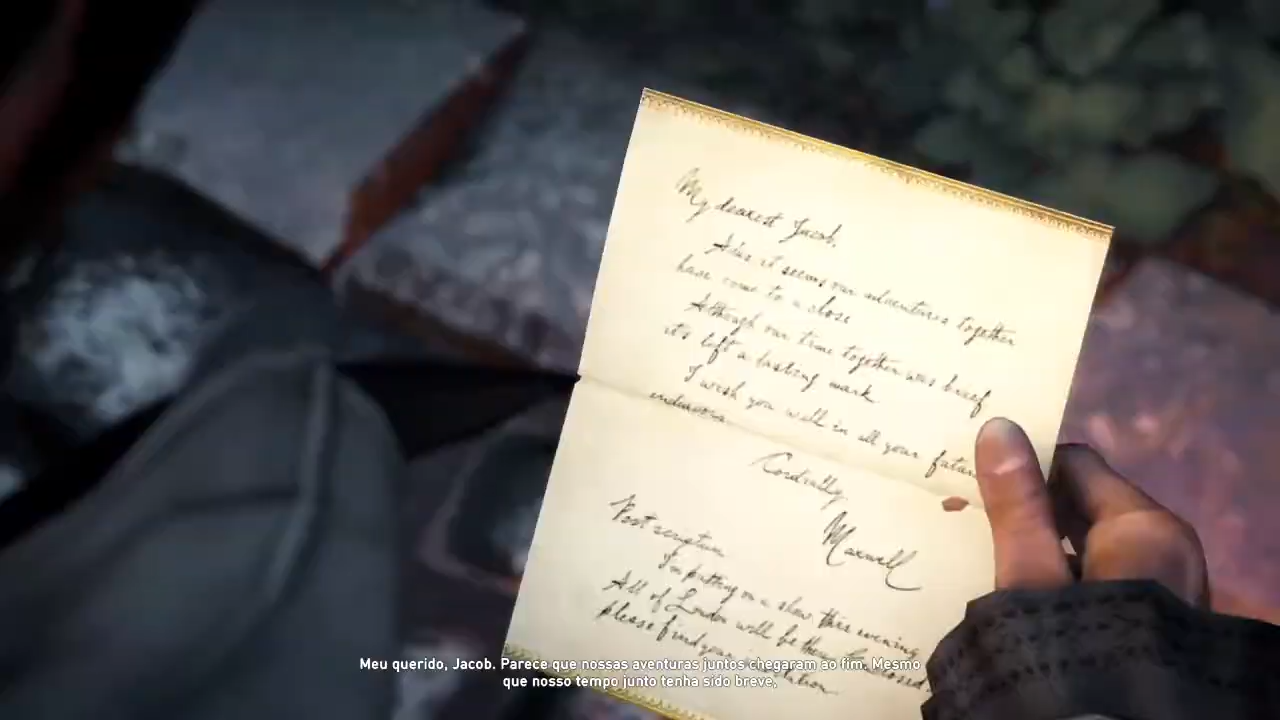 My dearest Jacob,
Alas it seems our adventures together
have come to a close
Although our time together was brief
it's left a lasting mark
I wish you well in all your future
endeavors
Cordially,
Maxwell
Post scriptum
I'm putting on a show this evening
All of London will be there Enclosed
please find your invitation
Meu querido, Jacob. Parece que nossas aventuras juntos chegaram ao fim. Mesmo
que nosso tempo junto tenha sido breve,